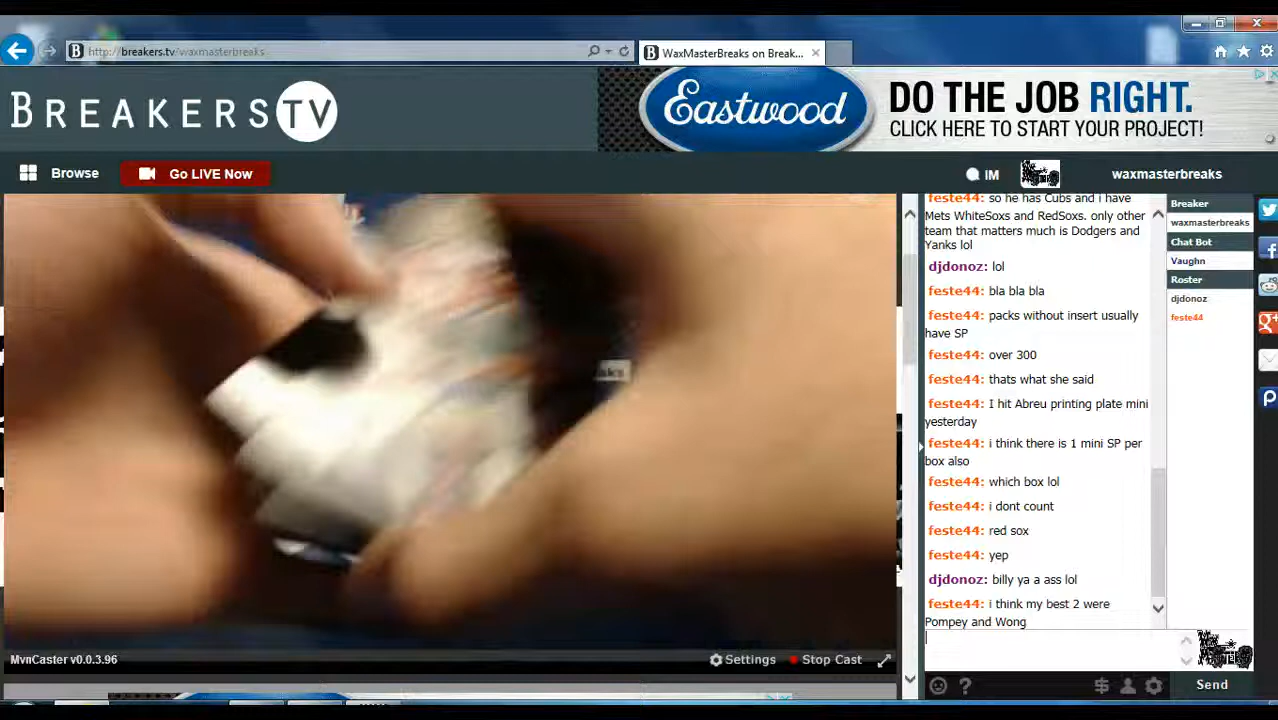 http://breakers.tv/waxmasterbreaks
WaxMasterBreaks on Break...
BREAKERS TV
Eastwood
DO THE JOB RIGHT.
CLICK HERE TO START YOUR PROJECT!
Browse
Go LIVE Now
IM
waxmasterbreaks
feste44: so he has Cubs and i have
Mets WhiteSoxs and RedSoxs. only other
team that matters much is Dodgers and
Yanks lol
djdonoz: lol
feste44: bla bla bla
feste44: packs without insert usually
have SP
feste44: over 300
feste44: thats what she said
feste44: I hit Abreu printing plate mini
yesterday
feste44: i think there is 1 mini SP per
box also
feste44: which box lol
feste44: i dont count
feste44: red sox
feste44: yep
djdonoz: billy ya a ass lol
feste44: i think my best 2 were
Pompey and Wong
Breaker
waxmasterbreaks
Chat Bot
Vaughn
Roster
djdonoz
feste44
MvnCaster v0.0.3.96
Settings
Stop Cast
Send